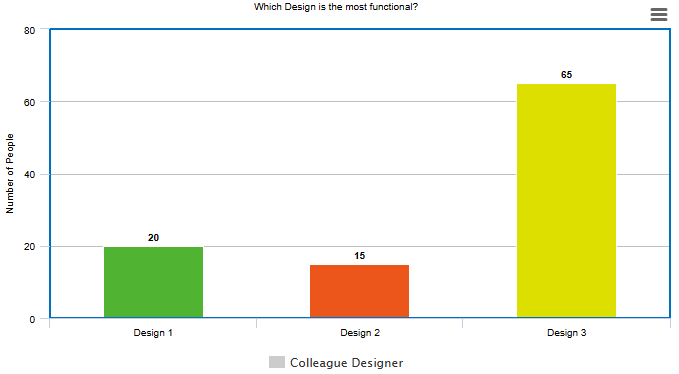 Which Design is the most functional?
80
60
40
20
0
Number of People
20
15
65
Design 1
Design 2
Design 3
Colleague Designer